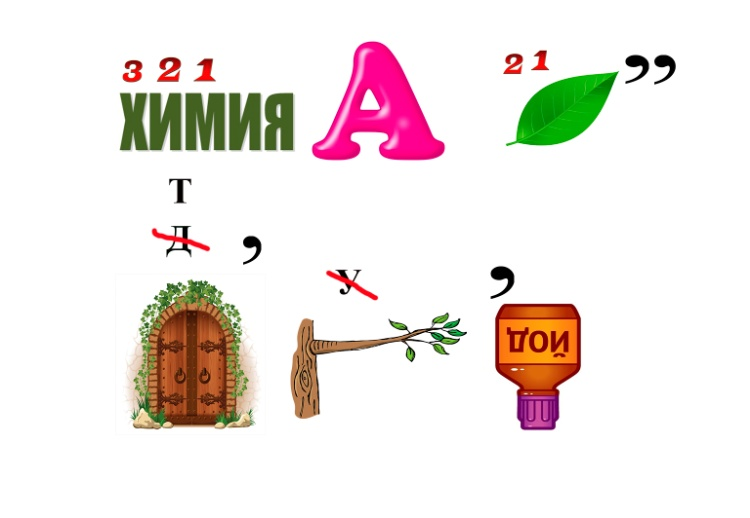 3 2 1
ХИМИЯ
А
2 1 ,,
Т
Д ,
У ,
ЙОД